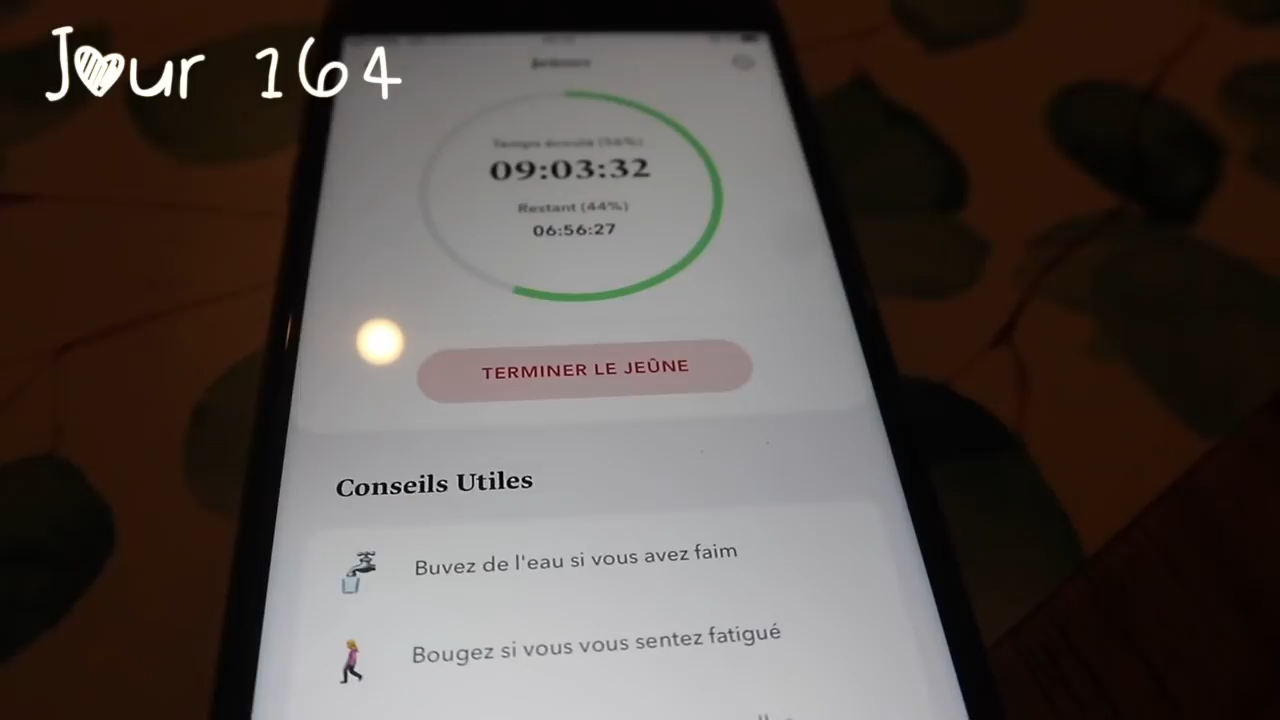 Jour 164
Temps écoulé (56%)
09:03:32
Restant (44%)
06:56:27
TERMINER LE JEÛNE
Conseils Utiles
Buvez de l'eau si vous avez faim
Bougez si vous vous sentez fatigué